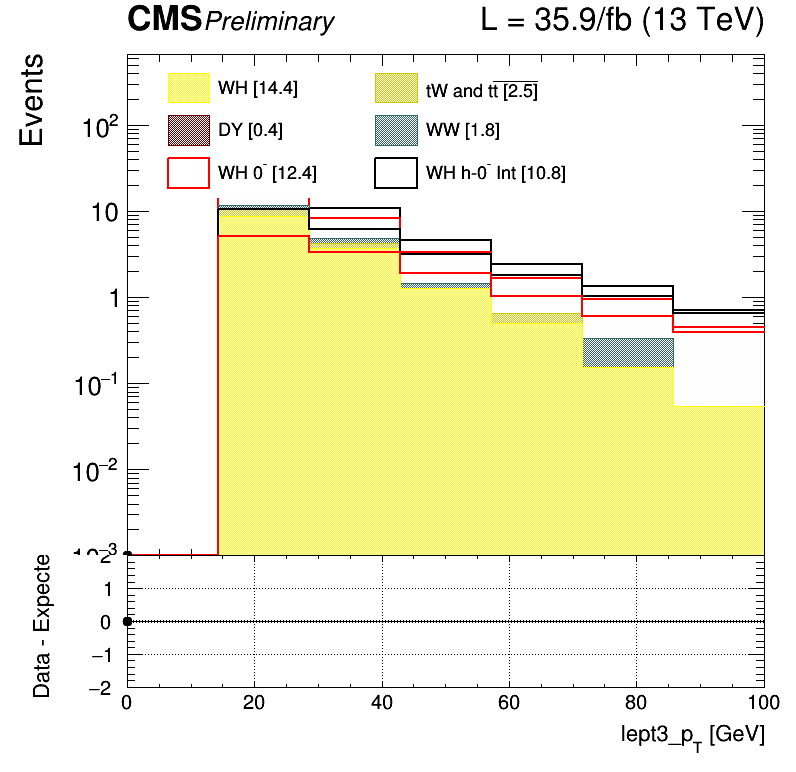 CMS Preliminary L = 35.9/fb (13 TeV)
Events
WH [14.4]
tW and tt [2.5]
DY [0.4]
WW [1.8]
WH 0⁻ [12.4]
WH h-0⁻ Int [10.8]
10²
10
1
10⁻¹
10⁻²
10⁻³
Data - Expecte
2
1
0
−1
−2
0 20 40 60 80 100
lept3_p_T [GeV]